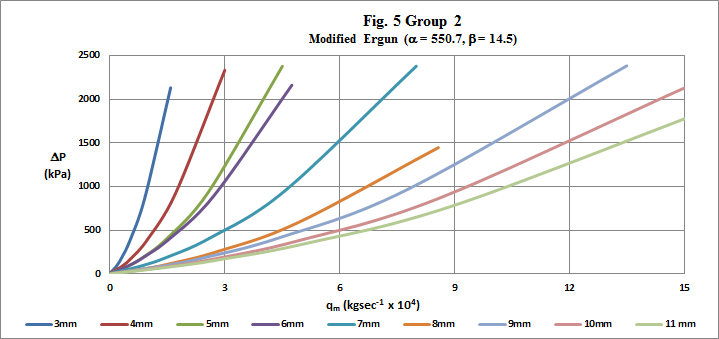 Fig. 5 Group 2
Modified Ergun (α = 550.7, β = 14.5)
2500
2000
1500
1000
500
0
ΔP
(kPa)
0 3 6 9 12 15
qm (kgsec-1 x 104)
3mm 4mm 5mm 6mm 7mm 8mm 9mm 10mm 11 mm